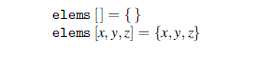 elems [] = {}
elems [x, y, z] = {x, y, z}